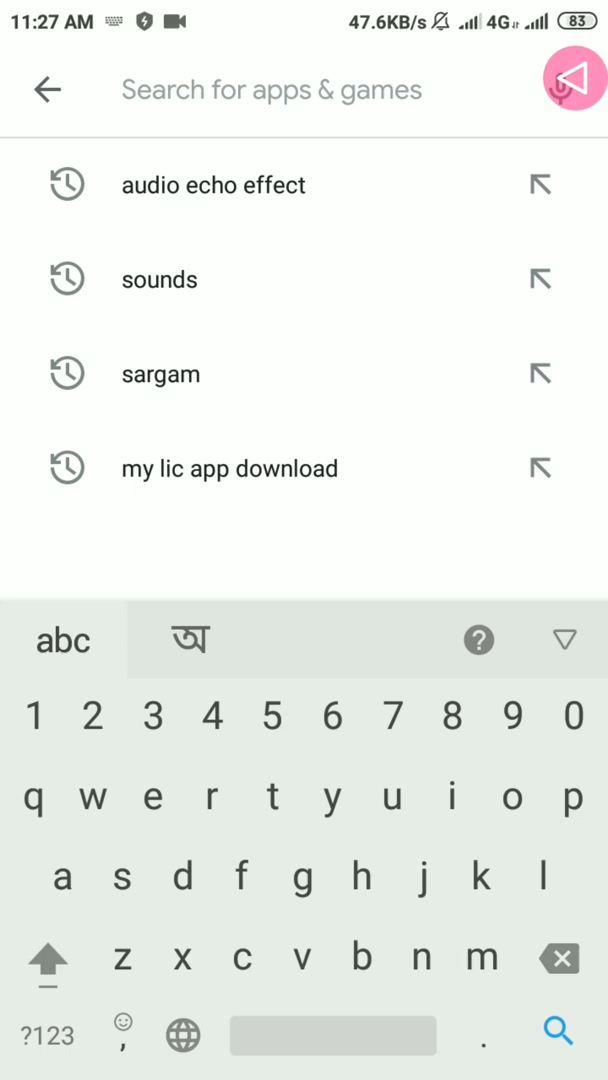 11:27 AM 47.6KB/s 4G 83
Search for apps & games
audio echo effect
sounds
sargam
my lic app download
abc অ ?
1 2 3 4 5 6 7 8 9 0
q w e r t y u i o p
a s d f g h j k l
z x c v b n m
?123 , .